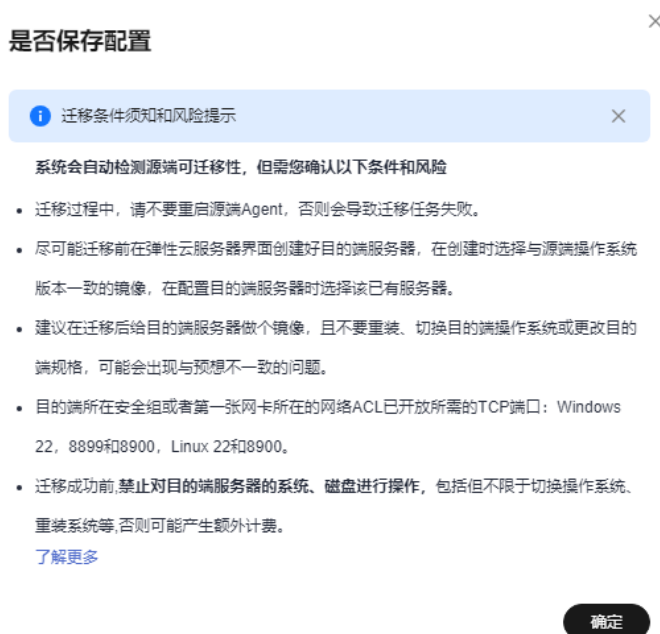 是否保存配置
迁移条件须知和风险提示
系统会自动检测源端可迁移性，但需您确认以下条件和风险
迁移过程中，请不要重启源端Agent，否则会导致迁移任务失败。
尽可能迁移前在弹性云服务器界面创建好目的端服务器，在创建时选择与源端操作系统
版本一致的镜像，在配置目的端服务器时选择该已有服务器。
建议在迁移后给目的端服务器做个镜像，且不要重装、切换目的端操作系统或更改目的
端规格，可能会出现与预想不一致的问题。
目的端所在安全组或者第一张网卡所在的网络ACL已开放所需的TCP端口：Windows
22，8899和8900，Linux 22和8900。
迁移成功前,禁止对目的端服务器的系统、磁盘进行操作，包括但不限于切换操作系统、
重装系统等,否则可能产生额外计费。
了解更多
确定